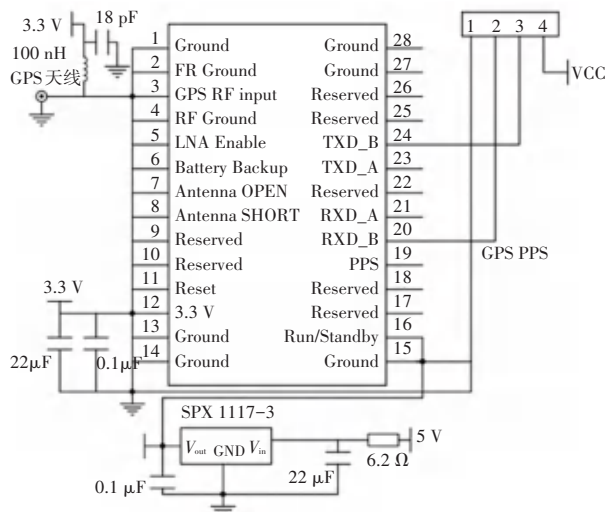 3.3 V
18 pF
100 nH
GPS天线
1 Ground
2 FR Ground
3 GPS RF input
4 RF Ground
5 LNA Enable
6 Battery Backup
7 Antenna OPEN
8 Antenna SHORT
9 Reserved
10 Reserved
11 Reset
12 3.3 V
13 Ground
14 Ground
Ground 28
Ground 27
Reserved 26
Reserved 25
TXD_B 24
TXD_A 23
Reserved 22
RXD_A 21
RXD_B 20
PPS 19
Reserved 18
Reserved 17
Run/Standby 16
Ground 15
1 2 3 4
VCC
GPS PPS
3.3 V
22μF
0.1μF
SPX 1117-3
Vout GND Vin
5 V
6.2 Ω
0.1 μF
22 μF